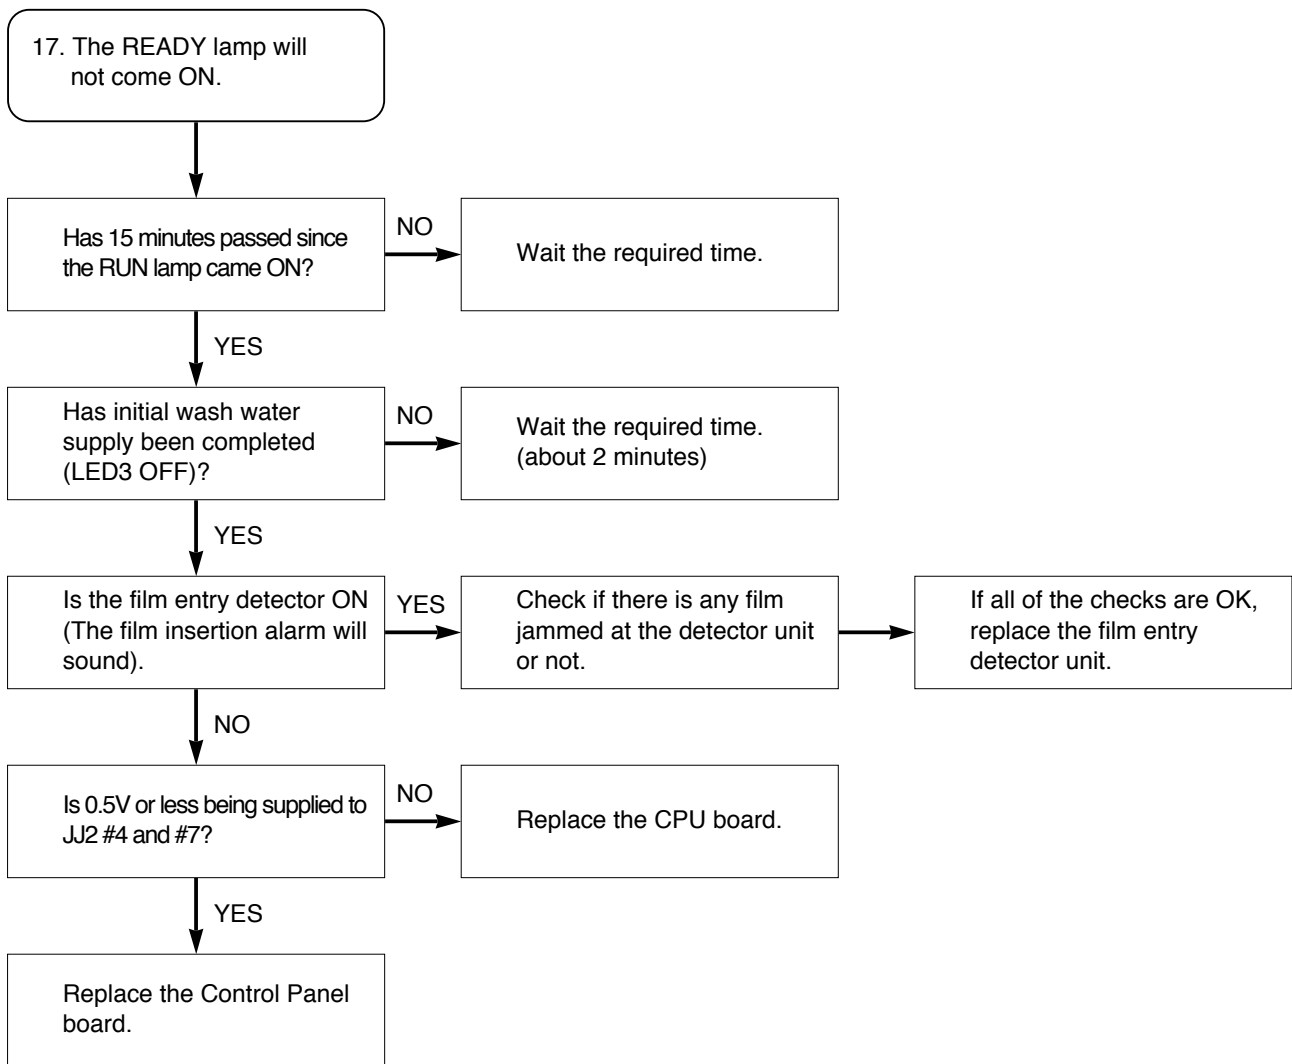 17. The READY lamp will
not come ON.
Has 15 minutes passed since
the RUN lamp came ON?
NO
Wait the required time.
YES
Has initial wash water
supply been completed
(LED3 OFF)?
NO
Wait the required time.
(about 2 minutes)
YES
Is the film entry detector ON
(The film insertion alarm will
sound).
YES
Check if there is any film
jammed at the detector unit
or not.
If all of the checks are OK,
replace the film entry
detector unit.
NO
Is 0.5V or less being supplied to
JJ2 #4 and #7?
NO
Replace the CPU board.
YES
Replace the Control Panel
board.